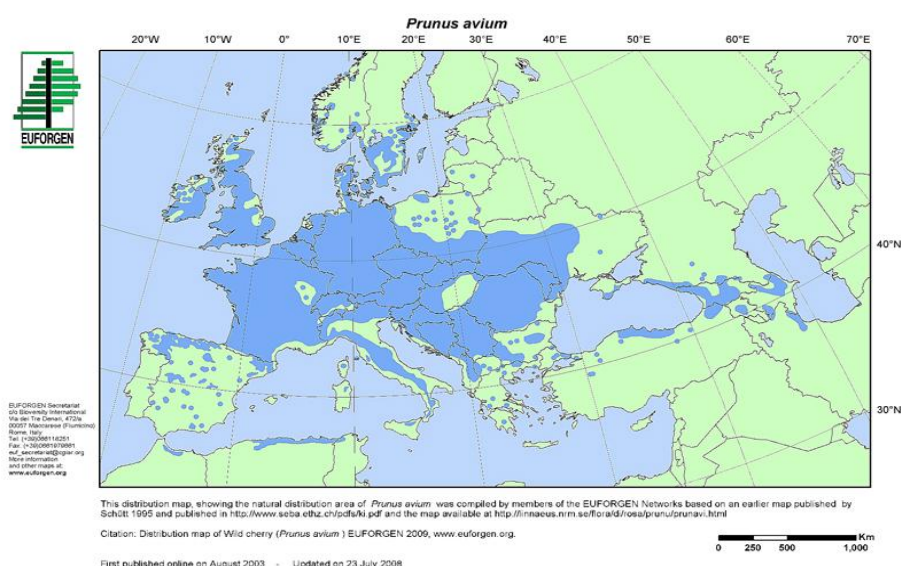 Prunus avium
20°W 10°W 0° 10°E 20°E 30°E 40°E 50°E 60°E 70°E
EUFORGEN
40°N
30°N
EUFORGEN Secretariat
c/o Bioversity International
Via dei Tre Denari, 472/a
00057 Maccarese (Fiumicino)
Rome, Italy
Tel: (+39)066118251
Fax: (+39)0661979661
euf_secretariat@cgiar.org
More information
and other maps at:
www.euforgen.org
This distribution map, showing the natural distribution area of Prunus avium was compiled by members of the EUFORGEN Networks based on an earlier map published by
Schütt 1995 and published in http://www.seba.ethz.ch/pdfs/ki.pdf and the map available at http://linnaeus.nrm.se/flora/di/rosa/prunu/prunavi.html
Citation: Distribution map of Wild cherry (Prunus avium ) EUFORGEN 2009, www.euforgen.org.
First published online on August 2003 - Updated on 23 July 2008
Km
0 250 500 1,000